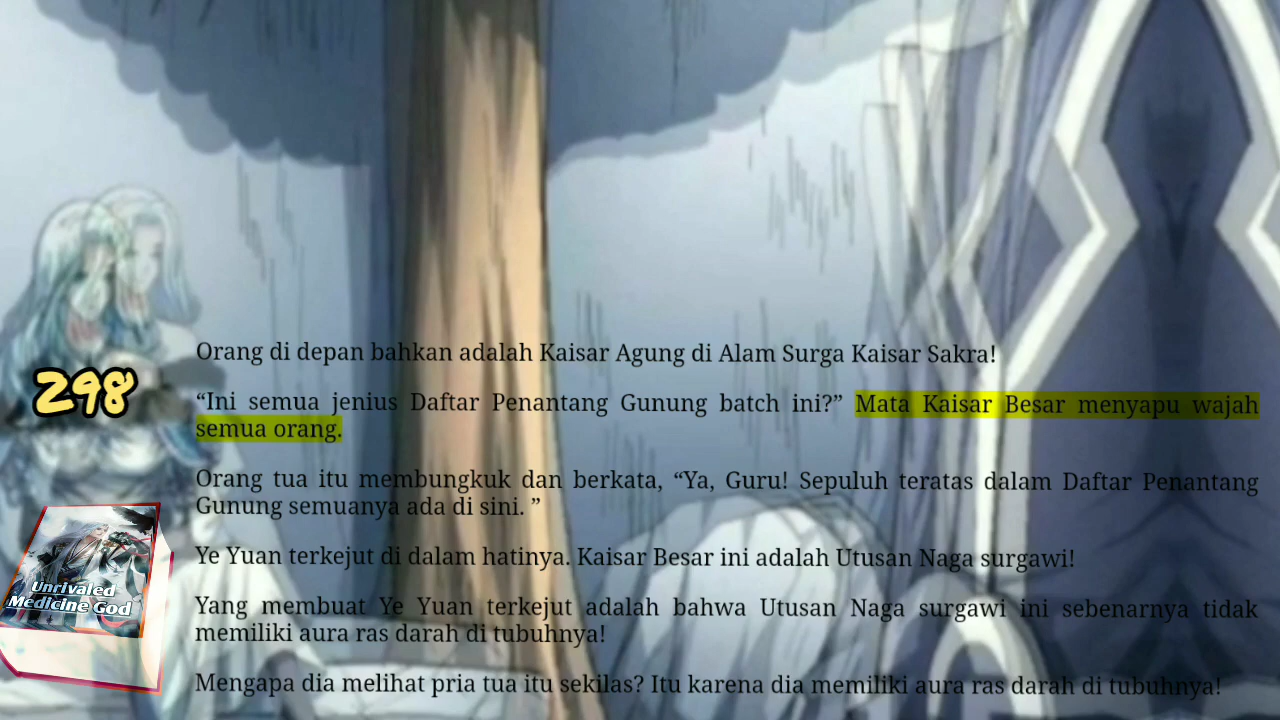 Orang di depan bahkan adalah Kaisar Agung di Alam Surga Kaisar Sakra!
“Ini semua jenius Daftar Penantang Gunung batch ini?” Mata Kaisar Besar menyapu wajah
semua orang.
Orang tua itu membungkuk dan berkata, “Ya, Guru! Sepuluh teratas dalam Daftar Penantang
Gunung semuanya ada di sini. ”
Ye Yuan terkejut di dalam hatinya. Kaisar Besar ini adalah Utusan Naga surgawi!
Yang membuat Ye Yuan terkejut adalah bahwa Utusan Naga surgawi ini sebenarnya tidak
memiliki aura ras darah di tubuhnya!
Mengapa dia melihat pria tua itu sekilas? Itu karena dia memiliki aura ras darah di tubuhnya!
298
Unrivaled
Medicine God